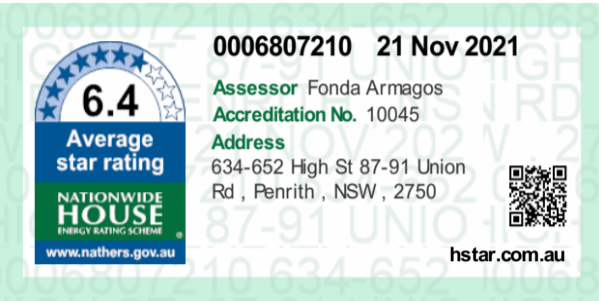 0006807210 21 Nov 2021
Assessor Fonda Armagos
Accreditation No. 10045
Address
634-652 High St 87-91 Union
Rd , Penrith , NSW , 2750
hstar.com.au
6.4
Average
star rating
NATIONWIDE
HOUSE
ENERGY RATING SCHEME
®
www.nathers.gov.au